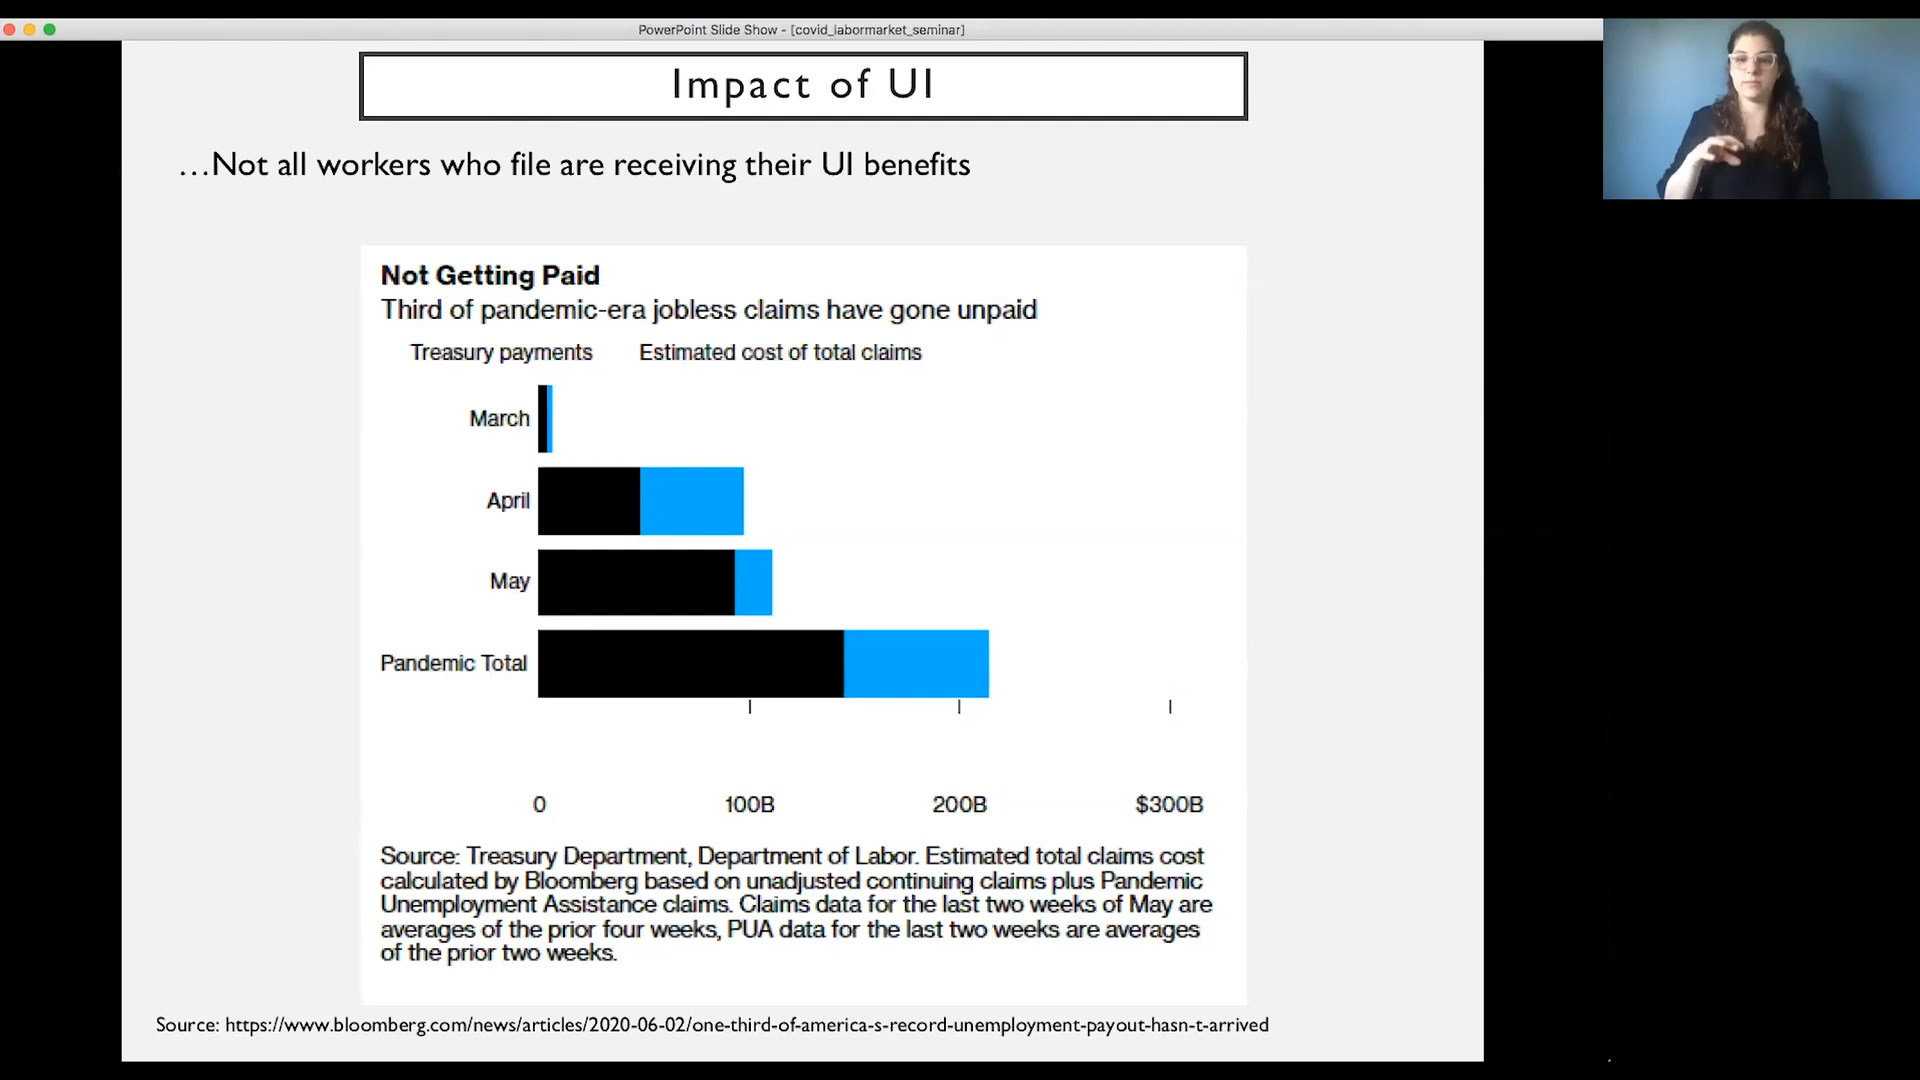 PowerPoint Slide Show - [covid_labormarket_seminar]
Impact of UI
…Not all workers who file are receiving their UI benefits
Not Getting Paid
Third of pandemic-era jobless claims have gone unpaid
Treasury payments Estimated cost of total claims
March
April
May
Pandemic Total
0 100B 200B $300B
Source: Treasury Department, Department of Labor. Estimated total claims cost
calculated by Bloomberg based on unadjusted continuing claims plus Pandemic
Unemployment Assistance claims. Claims data for the last two weeks of May are
averages of the prior four weeks, PUA data for the last two weeks are averages
of the prior two weeks.
Source: https://www.bloomberg.com/news/articles/2020-06-02/one-third-of-america-s-record-unemployment-payout-hasn-t-arrived